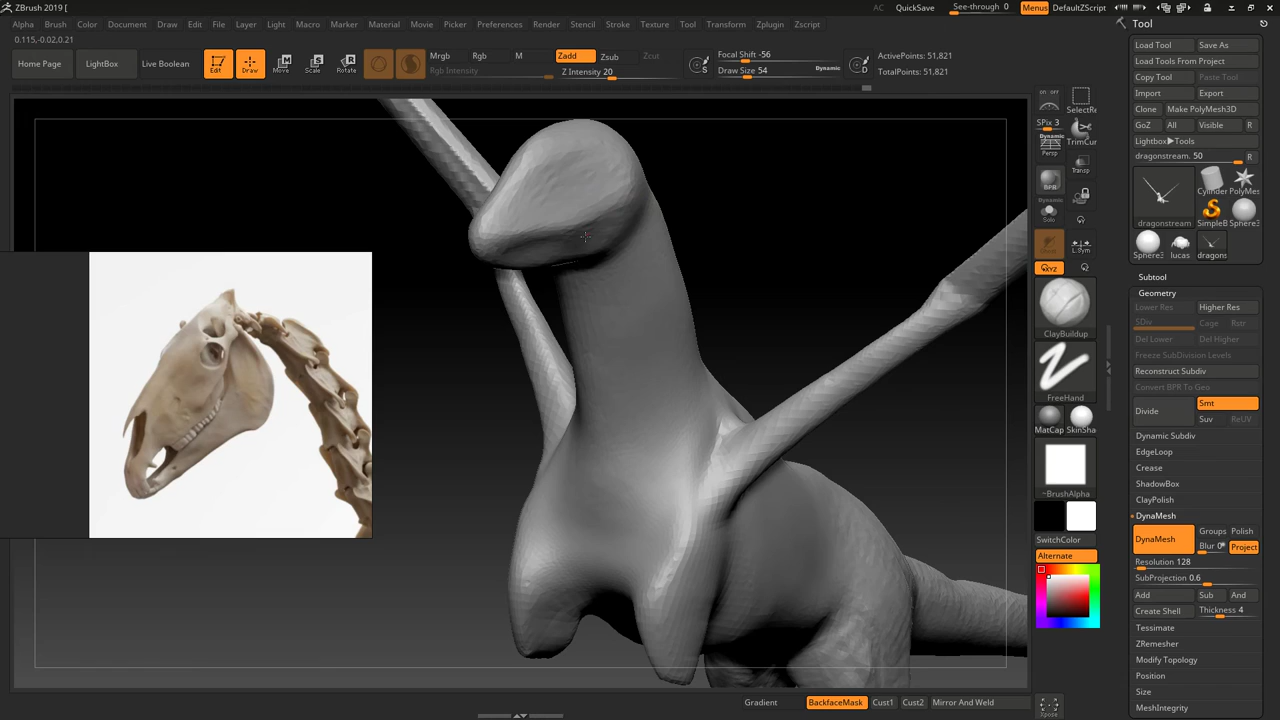 ZBrush 2019 [
AC QuickSave See-through 0 Menus DefaultZScript
Alpha Brush Color Document Draw Edit File Layer Light Macro Marker Material Movie Picker Preferences Render Stencil Stroke Texture Tool Transform Zplugin Zscript
0.115,-0.02,0.21
Home Page LightBox Live Boolean Edit Draw Move Scale Rotate
Mrgb Rgb M Zadd Zsub Zcut
Rgb Intensity Z Intensity 20
Focal Shift -56
Draw Size 54 Dynamic
S D
ActivePoints: 51,821
TotalPoints: 51,821
SPix 3
Dynamic
Persp
BPR
Dynamic
Solo
XYZ
SelectRe
TrimCur
Transp
L.Sym
ClayBuildup
FreeHand
MatCap SkinSha
~BrushAlpha
SwitchColor
Alternate
Tool
Load Tool Save As
Load Tools From Project
Copy Tool Paste Tool
Import Export
Clone Make PolyMesh3D
GoZ All Visible R
Lightbox▶Tools
dragonstream. 50 R
dragonstream
Cylinder PolyMes
SimpleB Sphere3
Sphere3 lucas dragons
Subtool
Geometry
Lower Res Higher Res
SDiv Cage Rstr
Del Lower Del Higher
Freeze SubDivision Levels
Reconstruct Subdiv
Convert BPR To Geo
Divide Smt
Suv ReUV
Dynamic Subdiv
EdgeLoop
Crease
ShadowBox
ClayPolish
DynaMesh
DynaMesh Groups Polish
Blur 0 Project
Resolution 128
SubProjection 0.6
Add Sub And
Create Shell Thickness 4
Tessimate
ZRemesher
Modify Topology
Position
Size
MeshIntegrity
Gradient BackfaceMask Cust1 Cust2 Mirror And Weld
Xpose